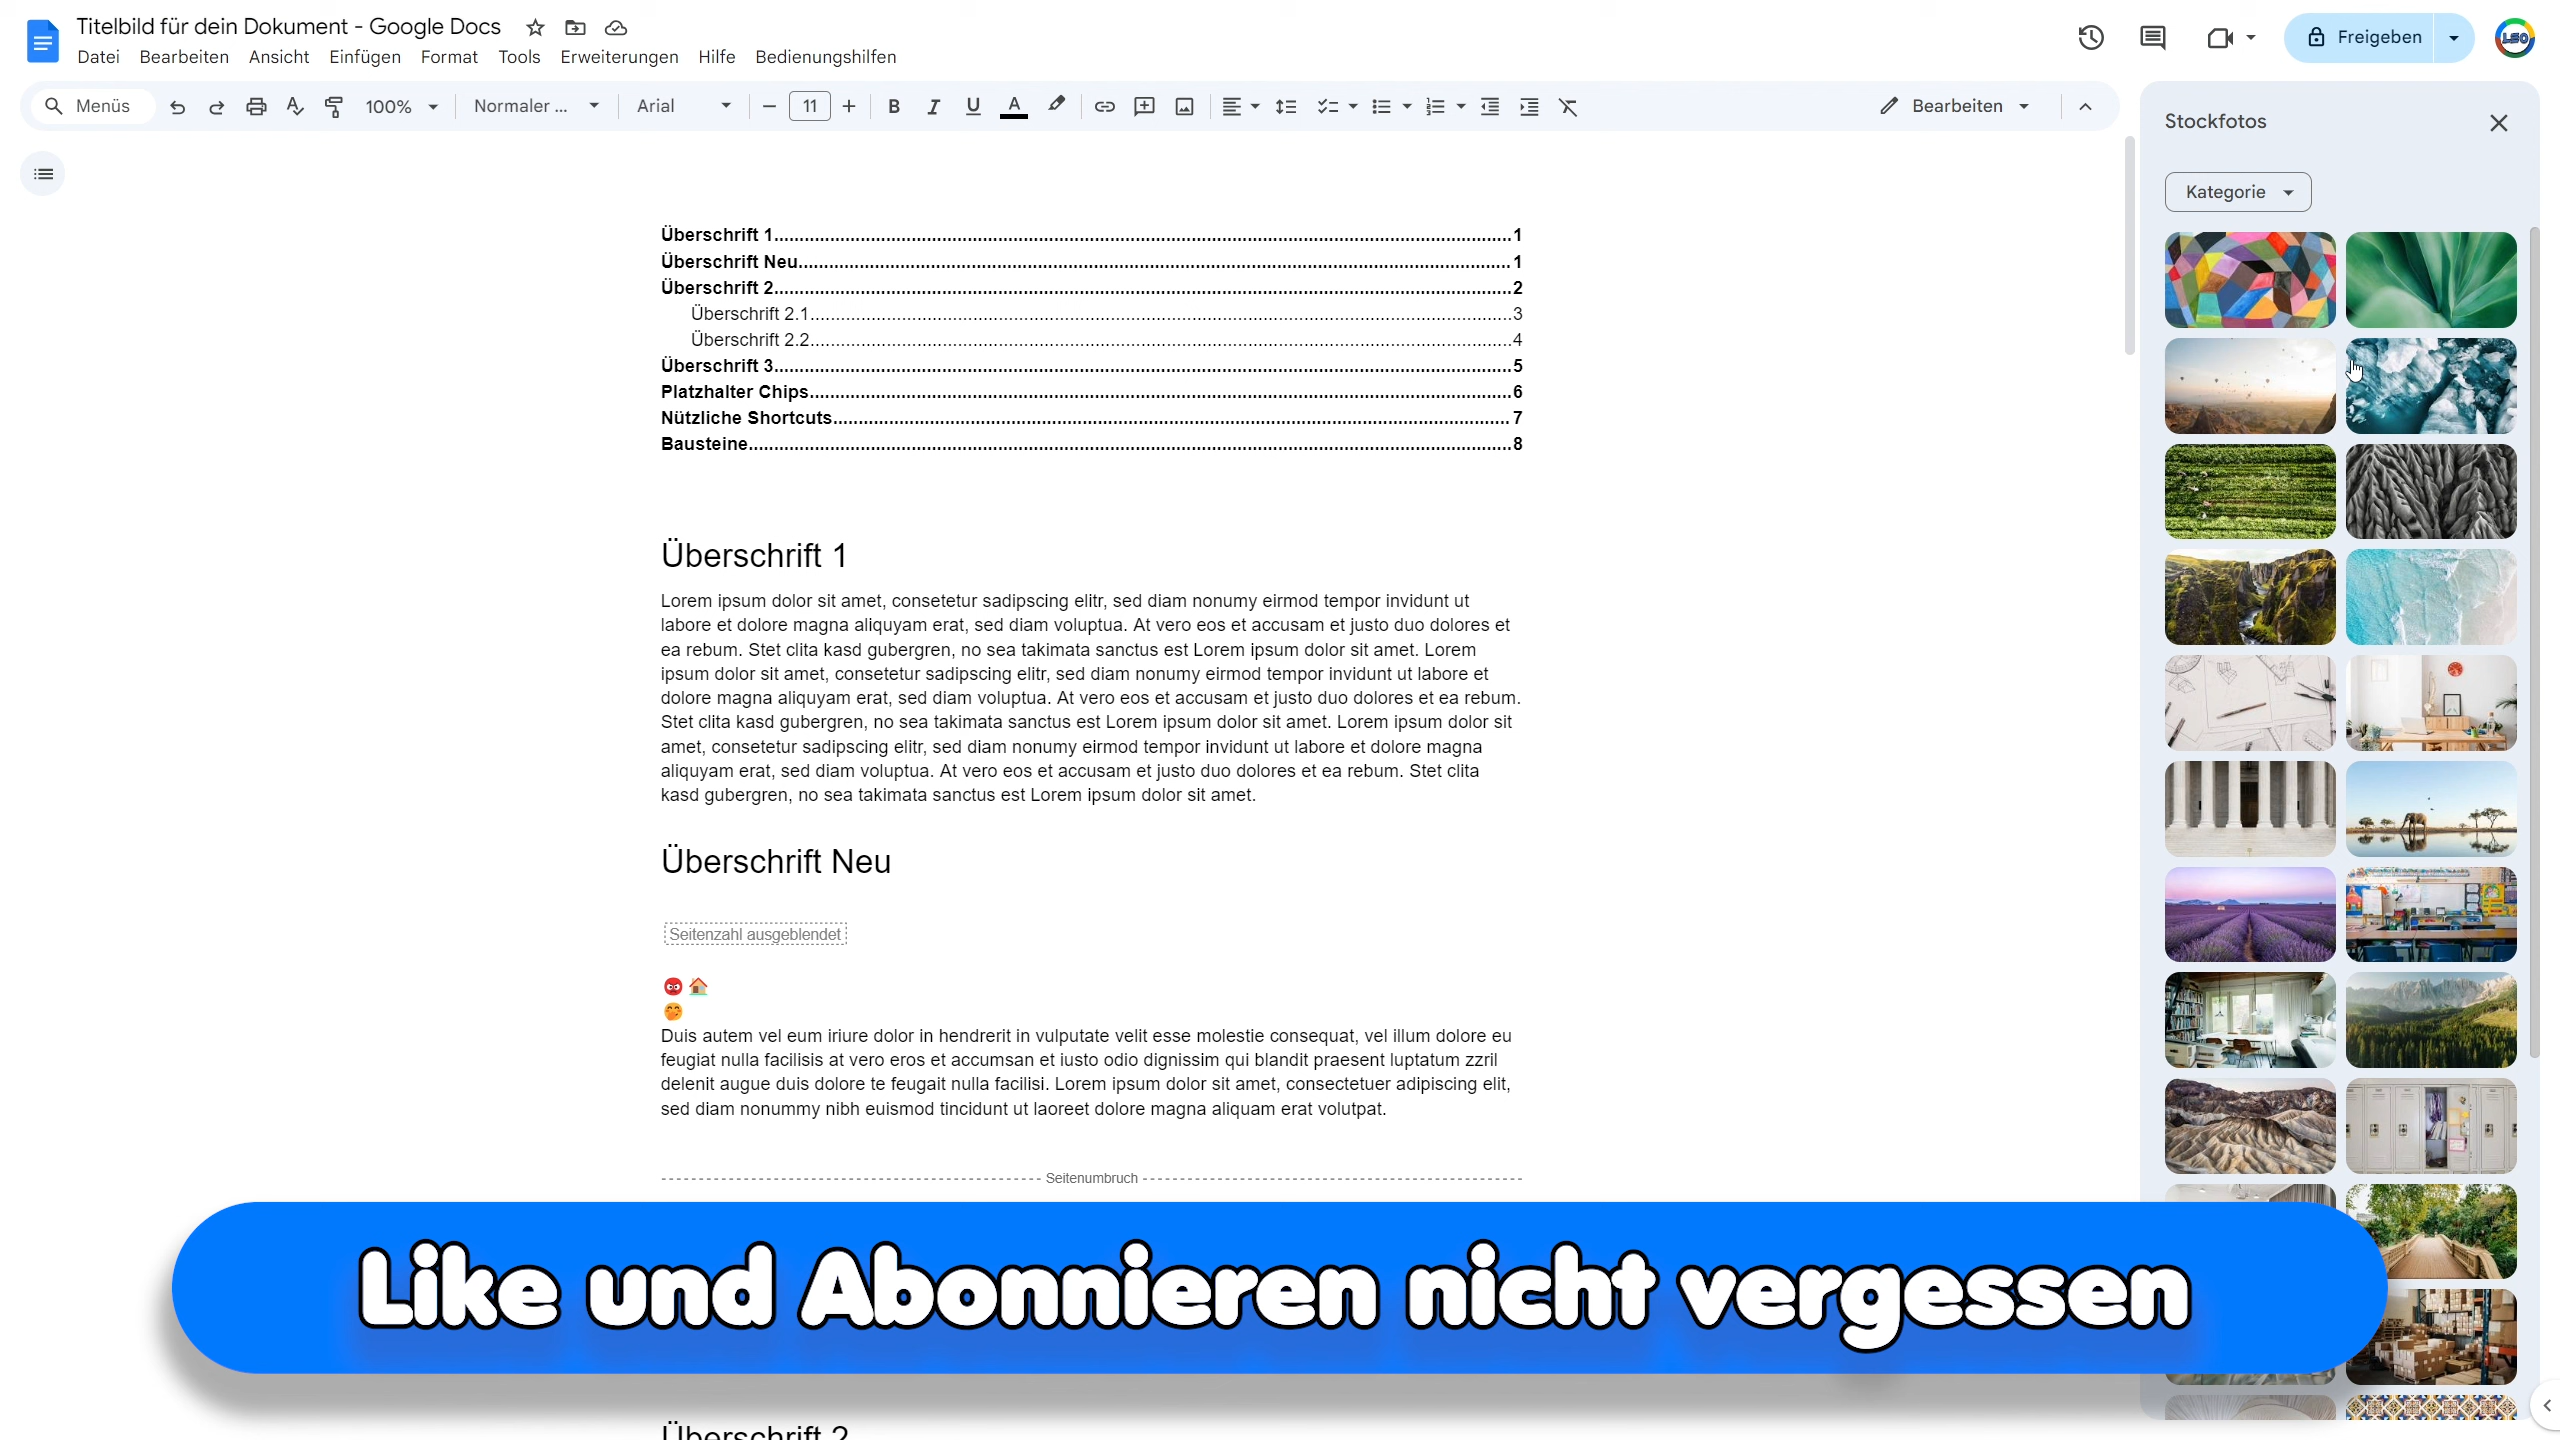 Titelbild für dein Dokument - Google Docs
Datei Bearbeiten Ansicht Einfügen Format Tools Erweiterungen Hilfe Bedienungshilfen
Freigeben
LSO
Menüs 100% Normaler ... Arial 11 Bearbeiten
Stockfotos
Kategorie
Überschrift 1 1
Überschrift Neu 1
Überschrift 2 2
Überschrift 2.1 3
Überschrift 2.2 4
Überschrift 3 5
Platzhalter Chips 6
Nützliche Shortcuts 7
Bausteine 8
Überschrift 1
Lorem ipsum dolor sit amet, consetetur sadipscing elitr, sed diam nonumy eirmod tempor invidunt ut
labore et dolore magna aliquyam erat, sed diam voluptua. At vero eos et accusam et justo duo dolores et
ea rebum. Stet clita kasd gubergren, no sea takimata sanctus est Lorem ipsum dolor sit amet. Lorem
ipsum dolor sit amet, consetetur sadipscing elitr, sed diam nonumy eirmod tempor invidunt ut labore et
dolore magna aliquyam erat, sed diam voluptua. At vero eos et accusam et justo duo dolores et ea rebum.
Stet clita kasd gubergren, no sea takimata sanctus est Lorem ipsum dolor sit amet. Lorem ipsum dolor sit
amet, consetetur sadipscing elitr, sed diam nonumy eirmod tempor invidunt ut labore et dolore magna
aliquyam erat, sed diam voluptua. At vero eos et accusam et justo duo dolores et ea rebum. Stet clita
kasd gubergren, no sea takimata sanctus est Lorem ipsum dolor sit amet.
Überschrift Neu
Seitenzahl ausgeblendet
Duis autem vel eum iriure dolor in hendrerit in vulputate velit esse molestie consequat, vel illum dolore eu
feugiat nulla facilisis at vero eros et accumsan et iusto odio dignissim qui blandit praesent luptatum zzril
delenit augue duis dolore te feugait nulla facilisi. Lorem ipsum dolor sit amet, consectetuer adipiscing elit,
sed diam nonummy nibh euismod tincidunt ut laoreet dolore magna aliquam erat volutpat.
Seitenumbruch
Like und Abonnieren nicht vergessen
Überschrift 2